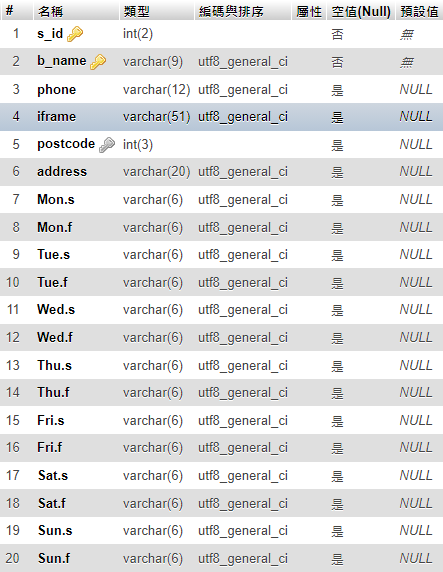 # 名稱 類型 編碼與排序 屬性 空值(Null) 預設值
1 s_id int(2) 否 無
2 b_name varchar(9) utf8_general_ci 否 無
3 phone varchar(12) utf8_general_ci 是 NULL
4 iframe varchar(51) utf8_general_ci 是 NULL
5 postcode int(3) 是 NULL
6 address varchar(20) utf8_general_ci 是 NULL
7 Mon.s varchar(6) utf8_general_ci 是 NULL
8 Mon.f varchar(6) utf8_general_ci 是 NULL
9 Tue.s varchar(6) utf8_general_ci 是 NULL
10 Tue.f varchar(6) utf8_general_ci 是 NULL
11 Wed.s varchar(6) utf8_general_ci 是 NULL
12 Wed.f varchar(6) utf8_general_ci 是 NULL
13 Thu.s varchar(6) utf8_general_ci 是 NULL
14 Thu.f varchar(6) utf8_general_ci 是 NULL
15 Fri.s varchar(6) utf8_general_ci 是 NULL
16 Fri.f varchar(6) utf8_general_ci 是 NULL
17 Sat.s varchar(6) utf8_general_ci 是 NULL
18 Sat.f varchar(6) utf8_general_ci 是 NULL
19 Sun.s varchar(6) utf8_general_ci 是 NULL
20 Sun.f varchar(6) utf8_general_ci 是 NULL